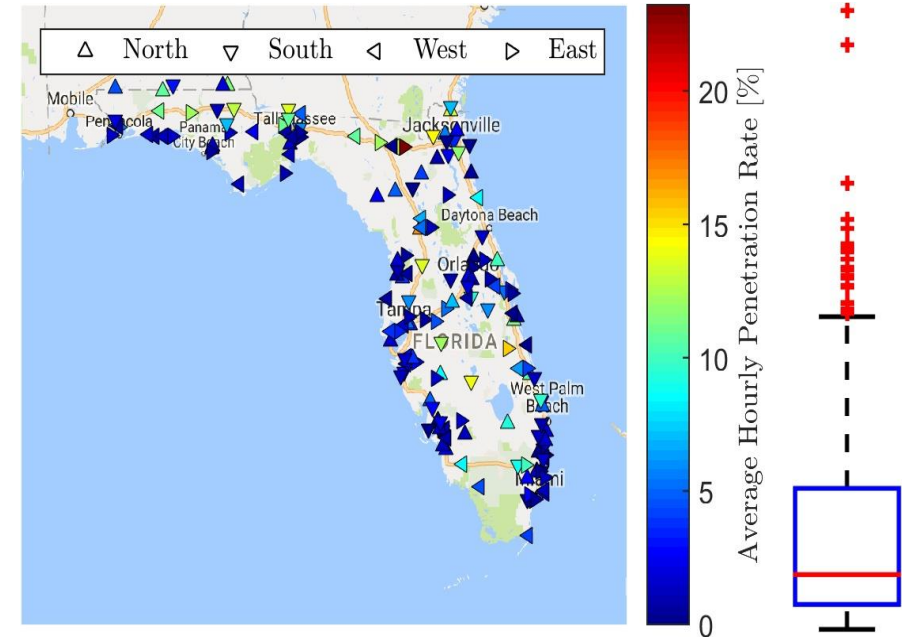 North South West East
Mobile
Pensacola
Panama
City Beach
Tallahassee
Jacksonville
Daytona Beach
Orlando
Tampa
FLORIDA
West Palm
Beach
Miami
20
15
10
5
0
Average Hourly Penetration Rate [%]